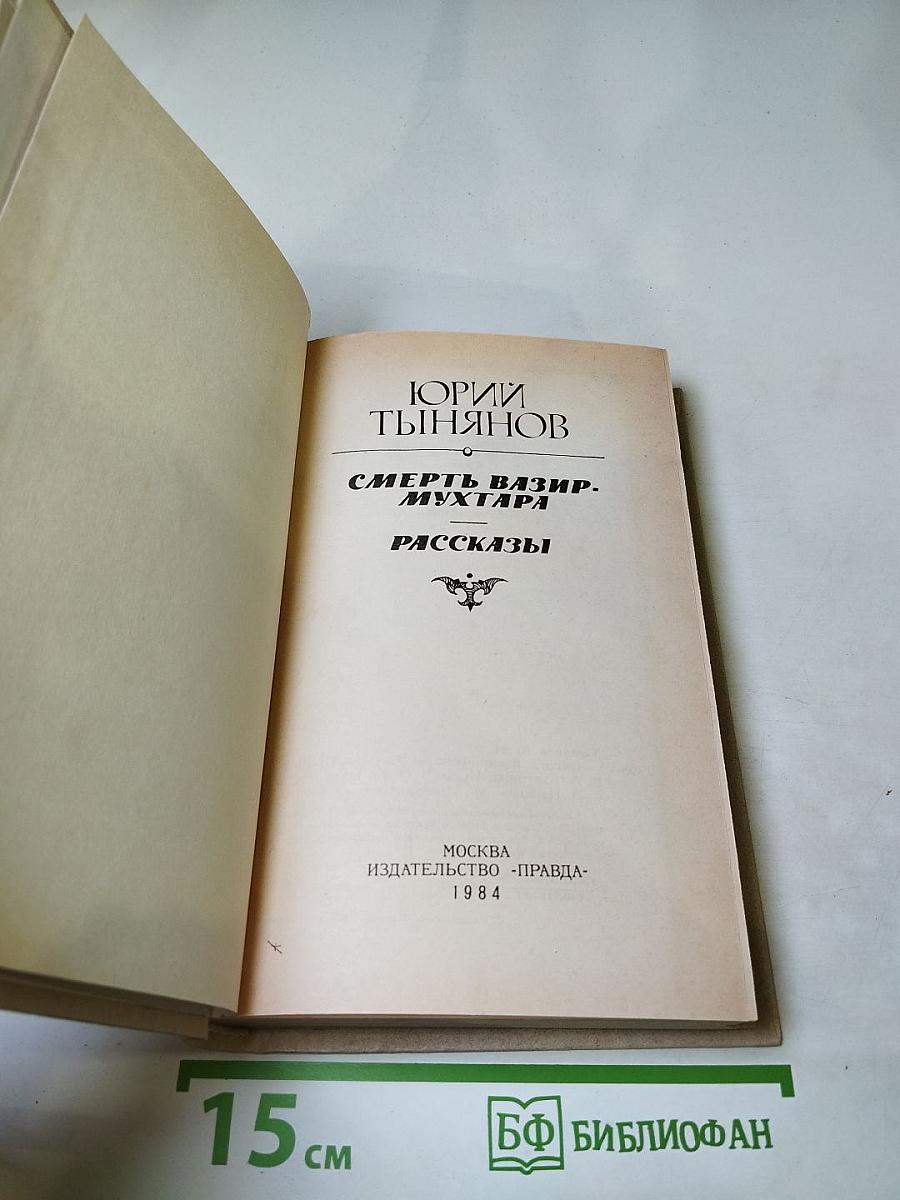 ЮРИЙ
ТЫНЯНОВ
СМЕРТЬ ВАЗИР-
МУХТАРА
РАССКАЗЫ
МОСКВА
ИЗДАТЕЛЬСТВО «ПРАВДА»
1984
15 см
БФ БИБЛИОФАН